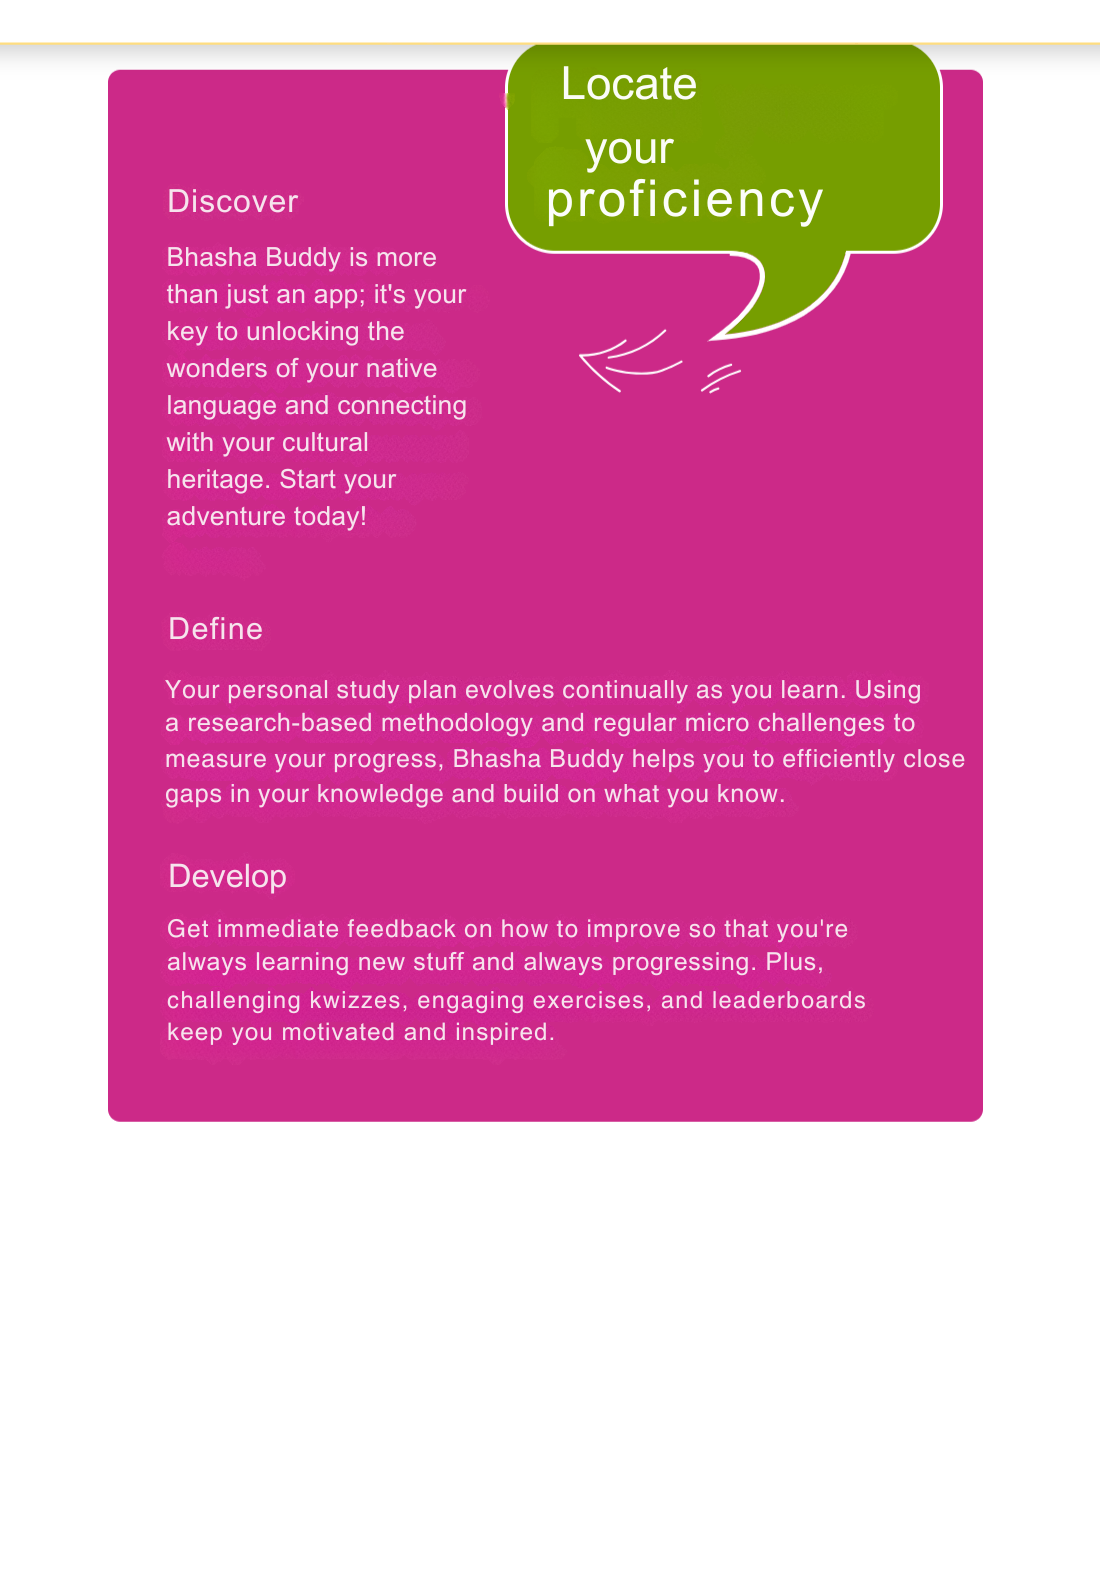 Locate
your
proficiency
Discover
Bhasha Buddy is more
than just an app; it's your
key to unlocking the
wonders of your native
language and connecting
with your cultural
heritage. Start your
adventure today!
Define
Your personal study plan evolves continually as you learn. Using
a research-based methodology and regular micro challenges to
measure your progress, Bhasha Buddy helps you to efficiently close
gaps in your knowledge and build on what you know.
Develop
Get immediate feedback on how to improve so that you're
always learning new stuff and always progressing. Plus,
challenging kwizzes, engaging exercises, and leaderboards
keep you motivated and inspired.